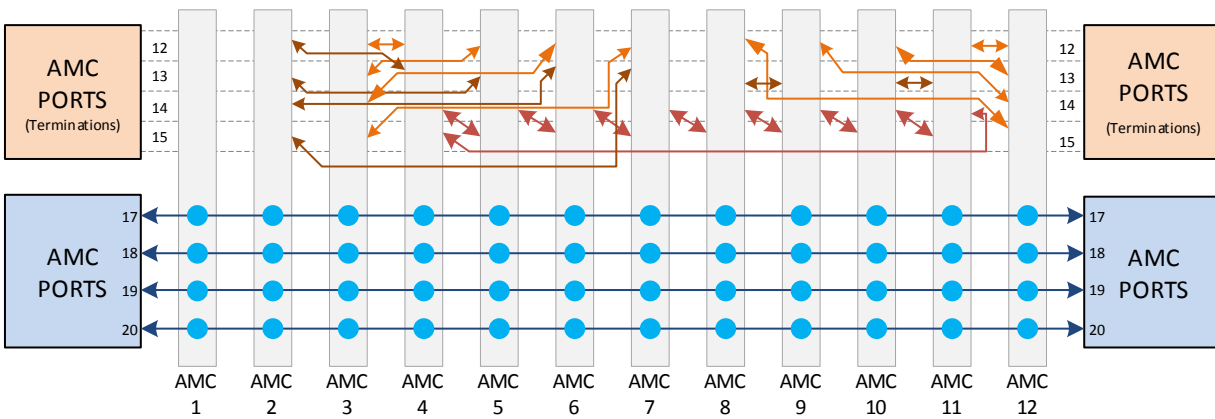 AMC
PORTS
(Terminations)
12
13
14
15
12
13
14
15
AMC
PORTS
(Terminations)
AMC
PORTS
17
18
19
20
17
18
19
20
AMC
PORTS
AMC
1
AMC
2
AMC
3
AMC
4
AMC
5
AMC
6
AMC
7
AMC
8
AMC
9
AMC
10
AMC
11
AMC
12